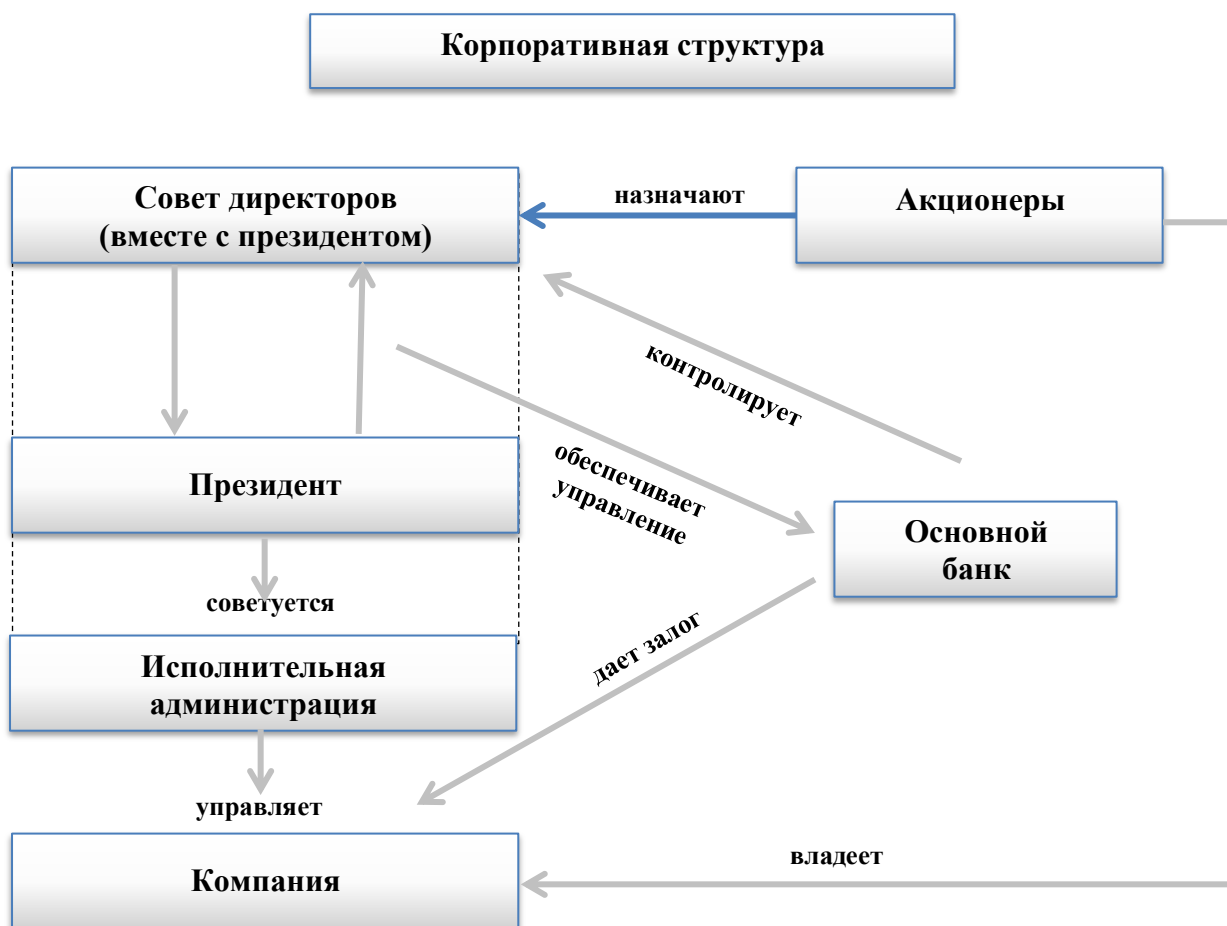 Корпоративная структура
Совет директоров
(вместе с президентом)
назначают
Акционеры
контролирует
Президент
обеспечивает
управление
Основной
банк
советуется
дает залог
Исполнительная
администрация
управляет
Компания
владеет